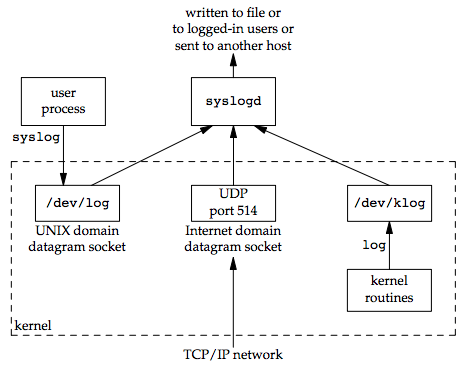 written to file or
to logged-in users or
sent to another host
user
process
syslogd
syslog
/dev/log
UDP
port 514
/dev/klog
UNIX domain
datagram socket
Internet domain
datagram socket
log
kernel
routines
kernel
TCP/IP network